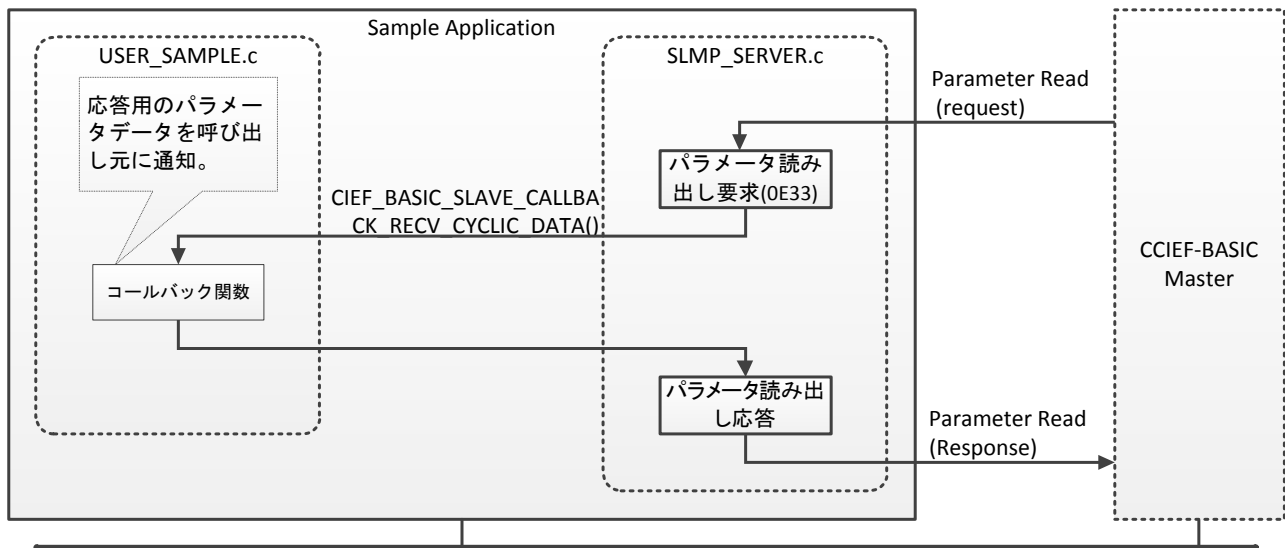 Sample Application
USER_SAMPLE.c
応答用のパラメー
タデータを呼び出
し元に通知。
コールバック関数
CIEF_BASIC_SLAVE_CALLBA
CK_RECV_CYCLIC_DATA()
SLMP_SERVER.c
パラメータ読み
出し要求(0E33)
パラメータ読み出
し応答
Parameter Read
(request)
Parameter Read
(Response)
CCIEF-BASIC
Master